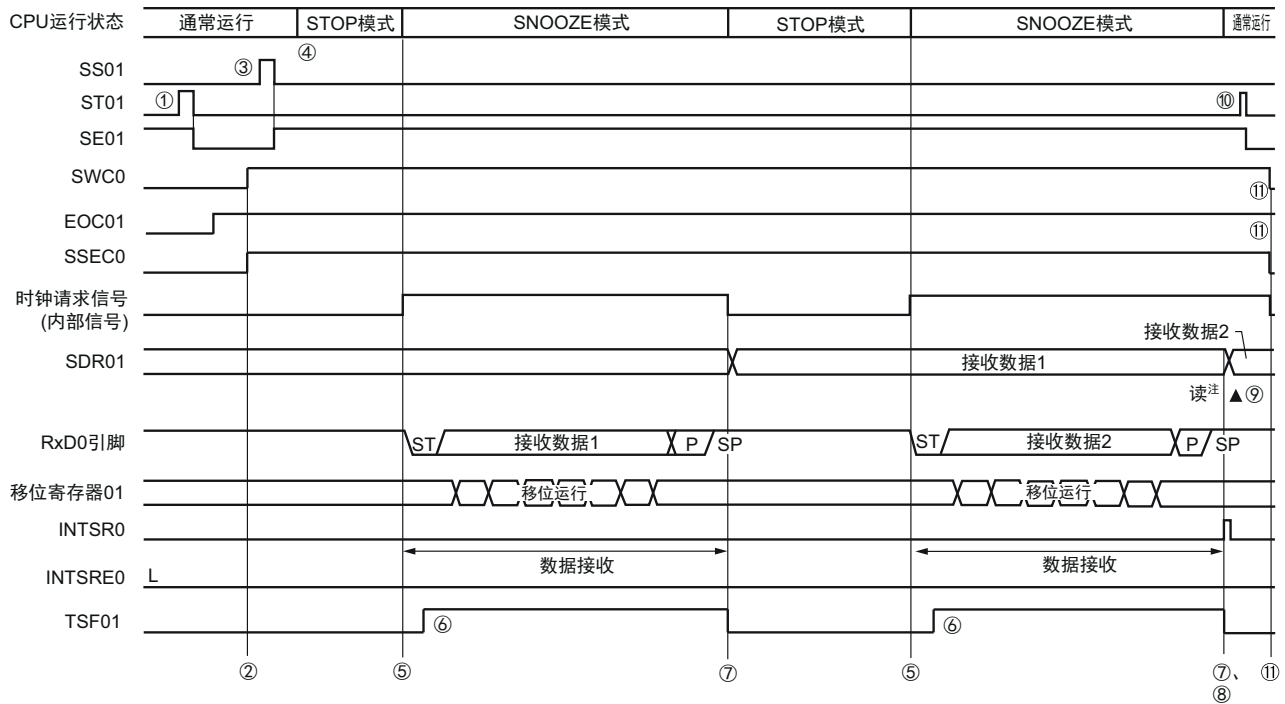 CPU运行状态 通常运行 STOP模式 SNOOZE模式 STOP模式 SNOOZE模式 通常运行
④
SS01 ③
ST01 ① ⑩
SE01
SWC0 ⑪
EOC01
SSEC0 ⑪
时钟请求信号
(内部信号)
接收数据2
SDR01 接收数据1
读注 ▲⑨
RxD0引脚 ST 接收数据1 P SP ST 接收数据2 P SP
移位寄存器01 移位运行 移位运行
INTSR0
数据接收 数据接收
INTSRE0 L
TSF01 ⑥ ⑥
② ⑤ ⑦ ⑤ ⑦、 ⑪
⑧